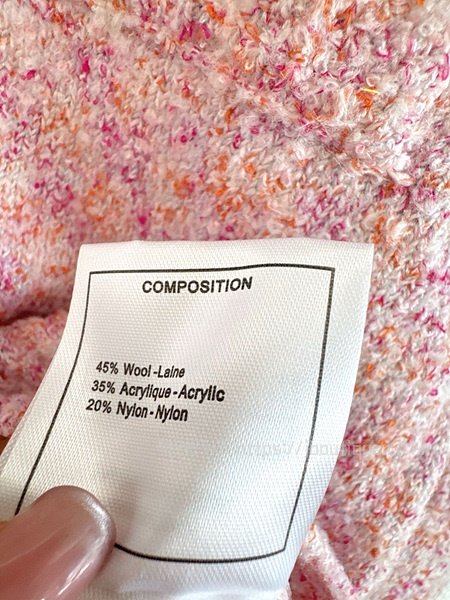 COMPOSITION
45% Wool-Laine
35% Acrylique-Acrylic
20% Nylon-Nylon